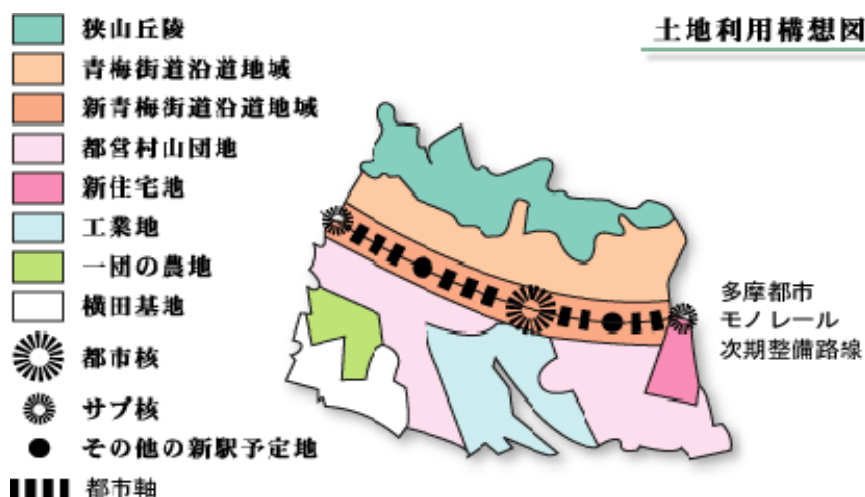 土地利用構想図
狭山丘陵
青梅街道沿道地域
新青梅街道沿道地域
都営村山団地
新住宅地
工業地
一団の農地
横田基地
都市核
サブ核
その他の新駅予定地
都市軸
多摩都市
モノレール
次期整備路線